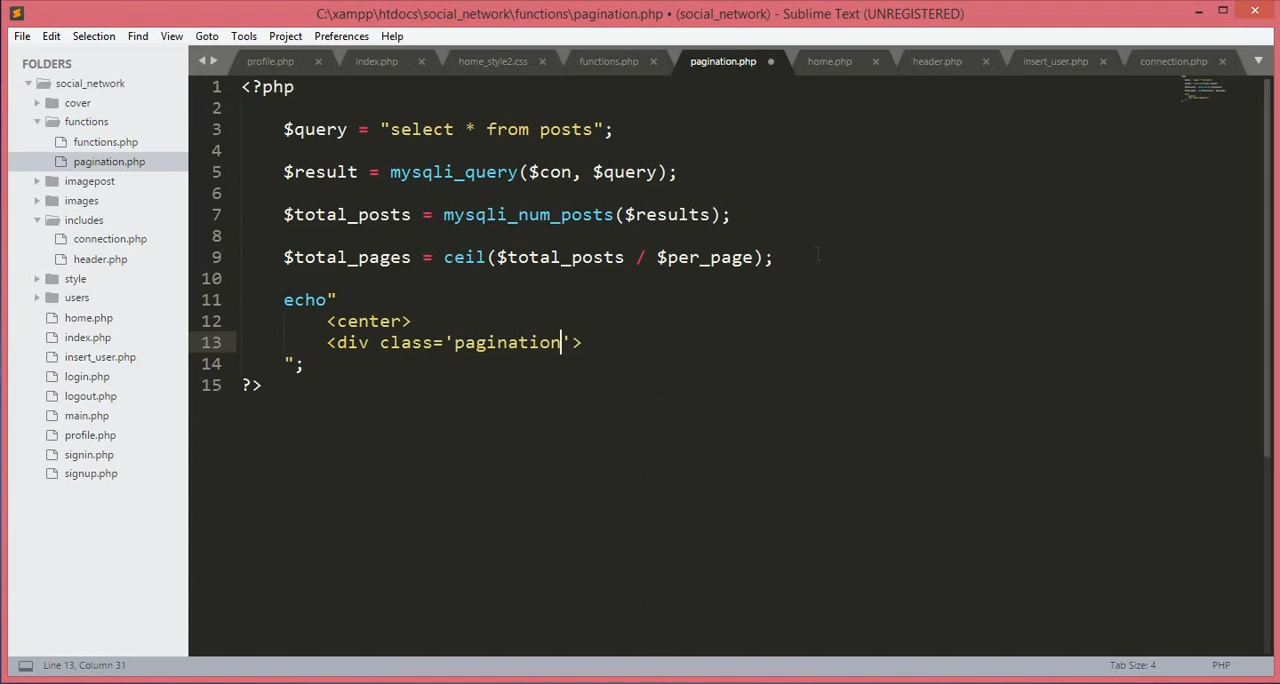 C:\xampp\htdocs\social_network\functions\pagination.php • (social_network) - Sublime Text (UNREGISTERED)
File Edit Selection Find View Goto Tools Project Preferences Help
FOLDERS
social_network
cover
functions
functions.php
pagination.php
imagepost
images
includes
connection.php
header.php
style
users
home.php
index.php
insert_user.php
login.php
logout.php
main.php
profile.php
signin.php
signup.php
profile.php × index.php × home_style2.css × functions.php × pagination.php • home.php × header.php × insert_user.php × connection.php ×
1 <?php
2
3 $query = "select * from posts";
4
5 $result = mysqli_query($con, $query);
6
7 $total_posts = mysqli_num_posts($results);
8
9 $total_pages = ceil($total_posts / $per_page);
10
11 echo"
12 <center>
13 <div class='pagination'>
14 ";
15 ?>
Line 13, Column 31 Tab Size: 4 PHP